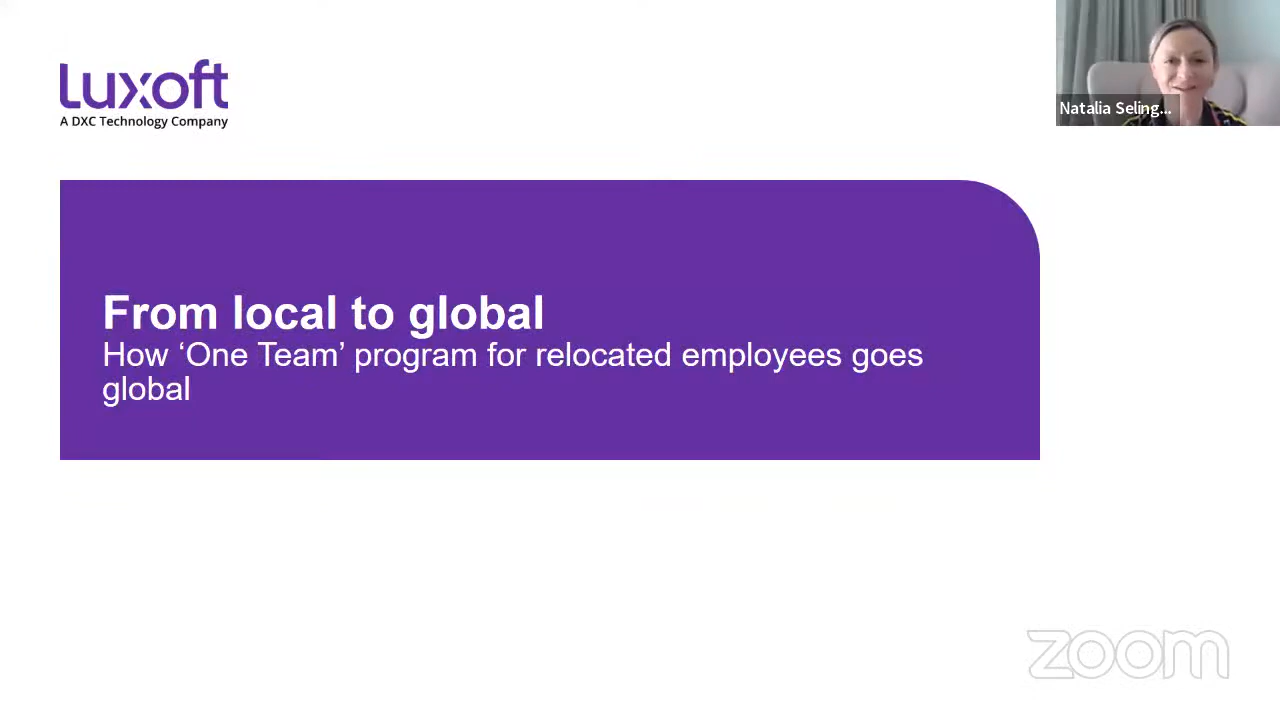 Luxoft
A DXC Technology Company
Natalia Seling...
From local to global
How ‘One Team’ program for relocated employees goes
global
zoom